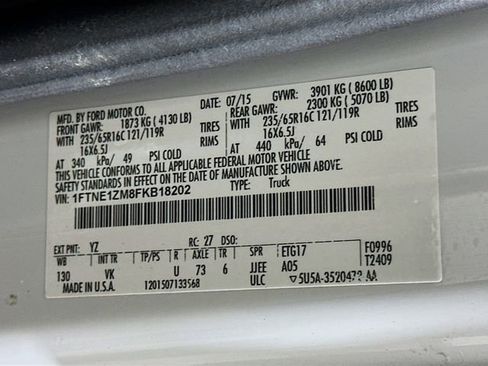 MFD. BY FORD MOTOR CO. DATE: 07/15 GVWR: 3901 KG ( 8600 LB)
FRONT GAWR: 1873 KG ( 4130 LB) REAR GAWR: 2300 KG ( 5070 LB)
WITH 235/65R16C 121/119R TIRES WITH 235/65R16C 121/119R TIRES
16X6.5J RIMS 16X6.5J RIMS
AT 340 kPa/ 49 PSI COLD AT 440 kPa/ 64 PSI COLD
THIS VEHICLE CONFORMS TO ALL APPLICABLE FEDERAL MOTOR VEHICLE
SAFETY STANDARDS IN EFFECT ON THE DATE OF MANUFACTURE SHOWN ABOVE.
VIN: 1FTNE1ZM8FKB18202 TYPE: Truck
EXT PNT: YZ RC: 27 DSO:
WB INT TR TP/PS R AXLE TR SPR ETG17 F0996
130 VK U 73 6 JJEE A05 T2409
MADE IN U.S.A. 1201507133568 ULC 5U5A-3520472-AA